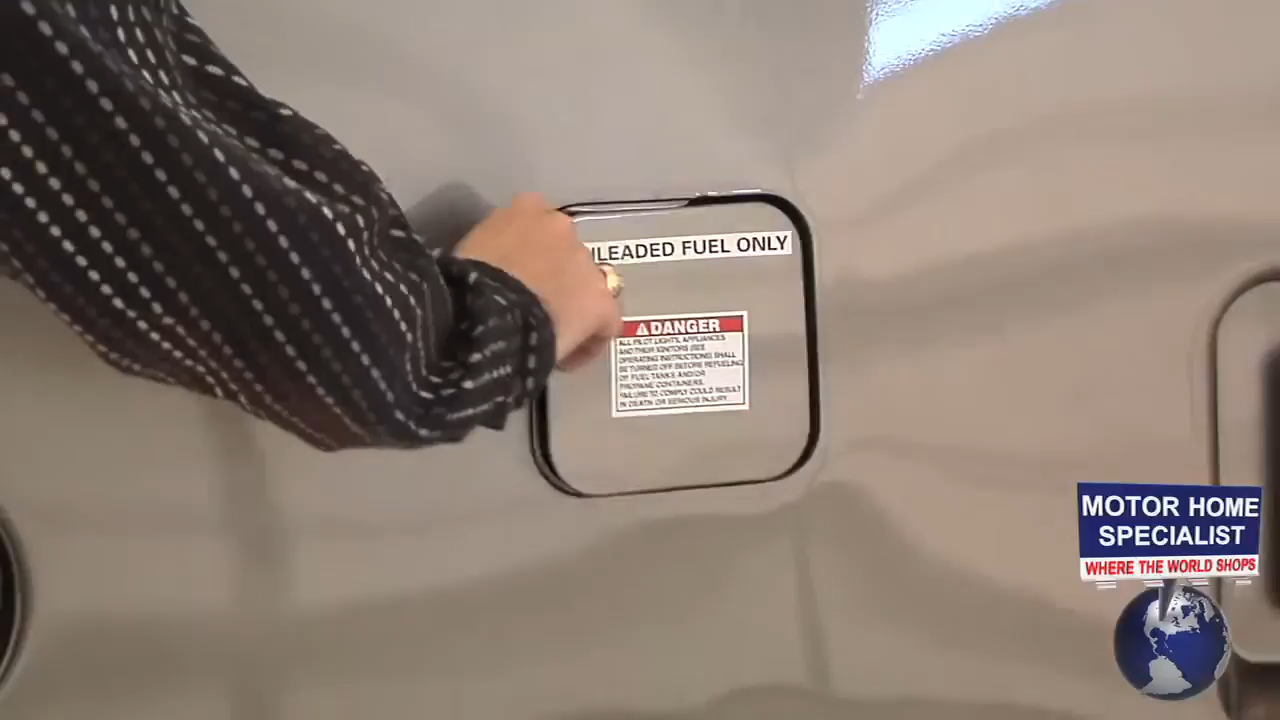 NLEADED FUEL ONLY
DANGER
ALL PILOT LIGHTS, APPLIANCES
AND THEIR IGNITORS (SEE
OPERATING INSTRUCTIONS) SHALL
BE TURNED OFF BEFORE REFUELING
OF FUEL TANKS AND/OR
PROPANE CONTAINERS.
FAILURE TO COMPLY COULD RESULT
IN DEATH OR SERIOUS INJURY.
MOTOR HOME
SPECIALIST
WHERE THE WORLD SHOPS